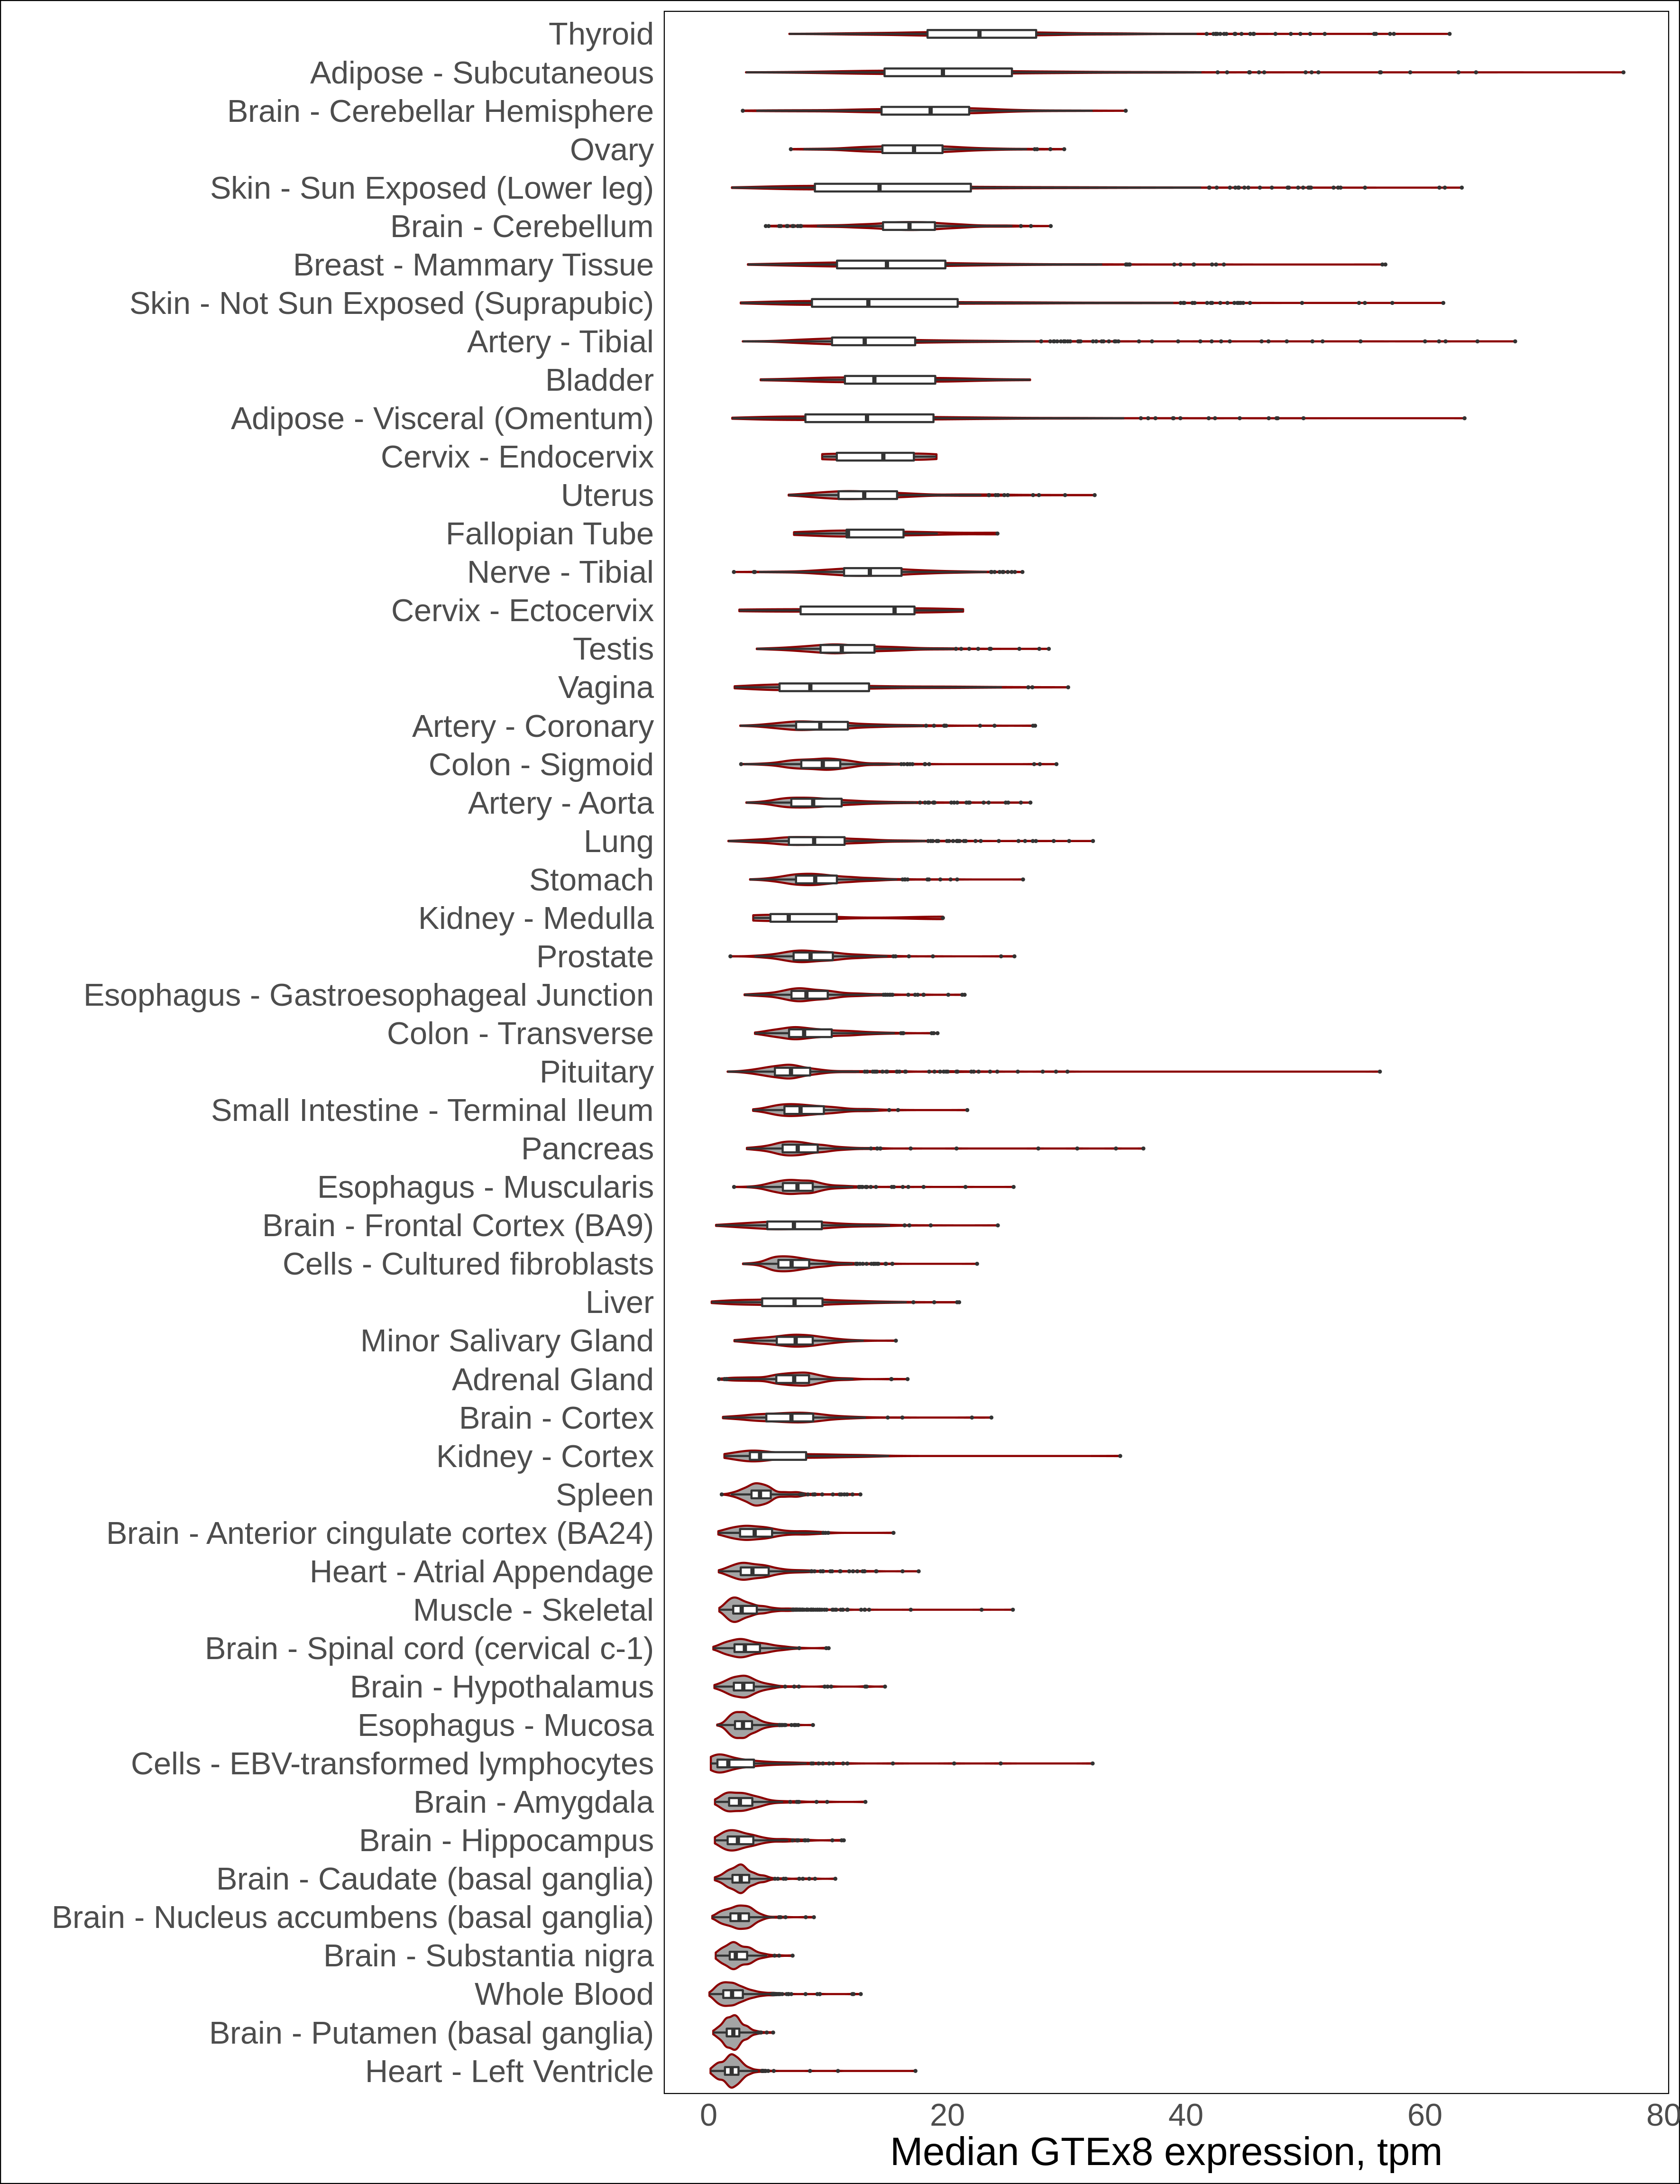 Thyroid
Adipose - Subcutaneous
Brain - Cerebellar Hemisphere
Ovary
Skin - Sun Exposed (Lower leg)
Brain - Cerebellum
Breast - Mammary Tissue
Skin - Not Sun Exposed (Suprapubic)
Artery - Tibial
Bladder
Adipose - Visceral (Omentum)
Cervix - Endocervix
Uterus
Fallopian Tube
Nerve - Tibial
Cervix - Ectocervix
Testis
Vagina
Artery - Coronary
Colon - Sigmoid
Artery - Aorta
Lung
Stomach
Kidney - Medulla
Prostate
Esophagus - Gastroesophageal Junction
Colon - Transverse
Pituitary
Small Intestine - Terminal Ileum
Pancreas
Esophagus - Muscularis
Brain - Frontal Cortex (BA9)
Cells - Cultured fibroblasts
Liver
Minor Salivary Gland
Adrenal Gland
Brain - Cortex
Kidney - Cortex
Spleen
Brain - Anterior cingulate cortex (BA24)
Heart - Atrial Appendage
Muscle - Skeletal
Brain - Spinal cord (cervical c-1)
Brain - Hypothalamus
Esophagus - Mucosa
Cells - EBV-transformed lymphocytes
Brain - Amygdala
Brain - Hippocampus
Brain - Caudate (basal ganglia)
Brain - Nucleus accumbens (basal ganglia)
Brain - Substantia nigra
Whole Blood
Brain - Putamen (basal ganglia)
Heart - Left Ventricle
0 20 40 60 80
Median GTEx8 expression, tpm